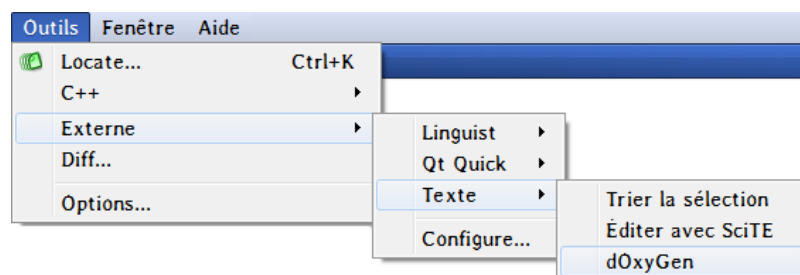 Outils Fenêtre Aide
Locate... Ctrl+K
C++
Externe
Diff...
Options...
Linguist
Qt Quick
Texte
Configure...
Trier la sélection
Éditer avec SciTE
dOxyGen